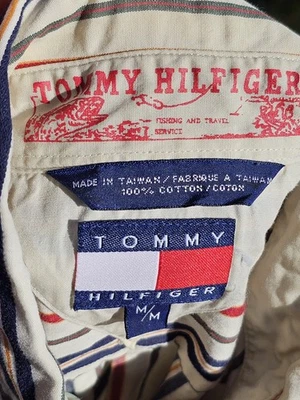 TOMMY HILFIGER
FISHING AND TRAVEL
SERVICE
MADE IN TAIWAN / FABRIQUE A TAIWAN
100% COTTON / COTON
TOMMY
HILFIGER
M/M